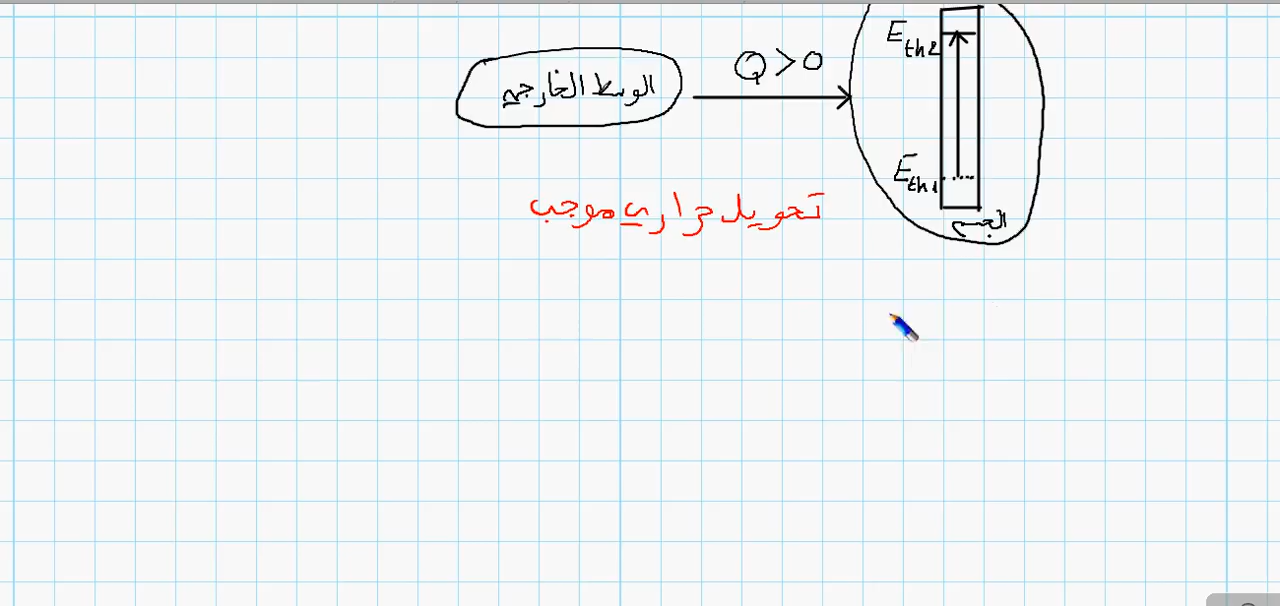 E_th2
Q > 0
الوسط الخارجي
E_th1
تحويل حراري موجب
الجسم